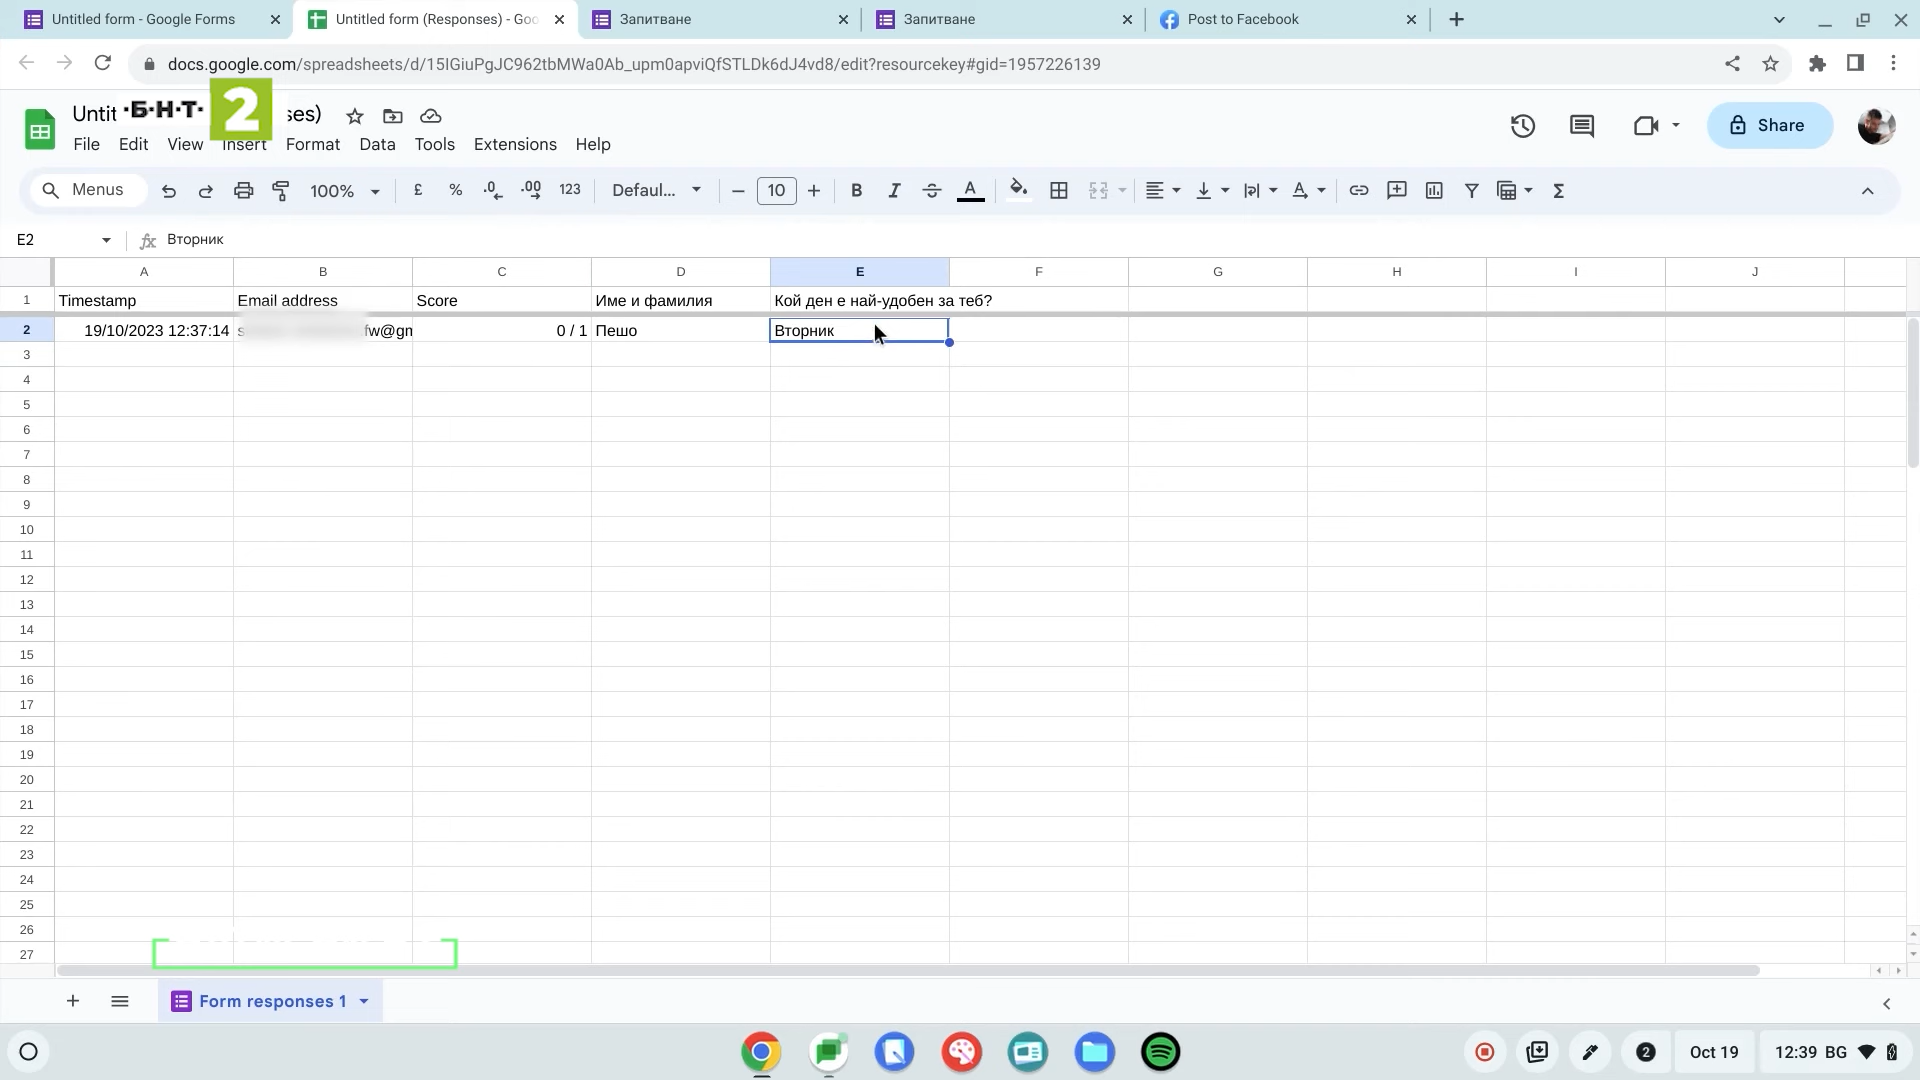 Untitled form - Google Forms
Untitled form (Responses) - Goo
Запитване
Запитване
Post to Facebook
docs.google.com/spreadsheets/d/15IGiuPgJC962tbMWa0Ab_upm0apviQfSTLDk6dJ4vd8/edit?resourcekey#gid=1957226139
Untit
·Б·Н·Т·
2
ses)
File Edit View Insert Format Data Tools Extensions Help
Share
Menus
100%
£ % .0 .00 123
Defaul...
10
B I A
E2
fx Вторник
A B C D E F G H I J
1 Timestamp Email address Score Име и фамилия Кой ден е най-удобен за теб?
2 19/10/2023 12:37:14 fw@gm 0 / 1 Пешо Вторник
3
4
5
6
7
8
9
10
11
12
13
14
15
16
17
18
19
20
21
22
23
24
25
26
27
Form responses 1
2
Oct 19
12:39 BG